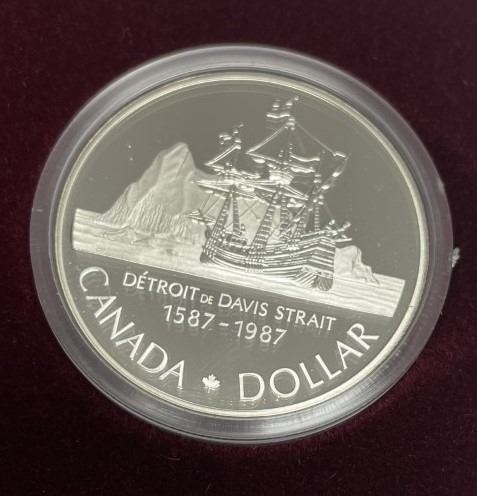 DÉTROIT DE DAVIS STRAIT
1587-1987
CANADA DOLLAR